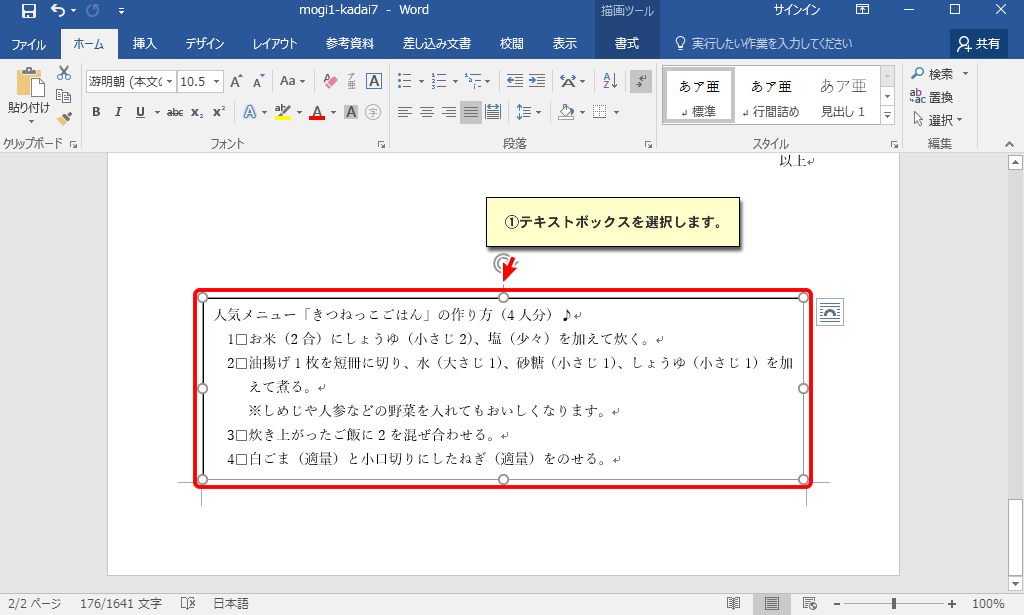 mogi1-kadai7 - Word
描画ツール
サインイン
ファイル ホーム 挿入 デザイン レイアウト 参考資料 差し込み文書 校閲 表示 書式 実行したい作業を入力してください 共有
貼り付け
游明朝 (本文(
10.5
A A Aa A ア亜 A
B I U abc x₂ x² A ab A A 字
あア亜 あア亜 あア亜
↲標準 ↲行間詰め 見出し 1
検索
置換
選択
クリップボード フォント 段落 スタイル 編集
以上↵
①テキストボックスを選択します。
人気メニュー「きつねっこごはん」の作り方（4 人分）♪↵
1□お米（2 合）にしょうゆ（小さじ 2）、塩（少々）を加えて炊く。↵
2□油揚げ 1 枚を短冊に切り、水（大さじ 1）、砂糖（小さじ 1）、しょうゆ（小さじ 1）を加
えて煮る。↵
※しめじや人参などの野菜を入れてもおいしくなります。↵
3□炊き上がったご飯に 2 を混ぜ合わせる。↵
4□白ごま（適量）と小口切りにしたねぎ（適量）をのせる。↵
2/2 ページ 176/1641 文字 日本語 100%